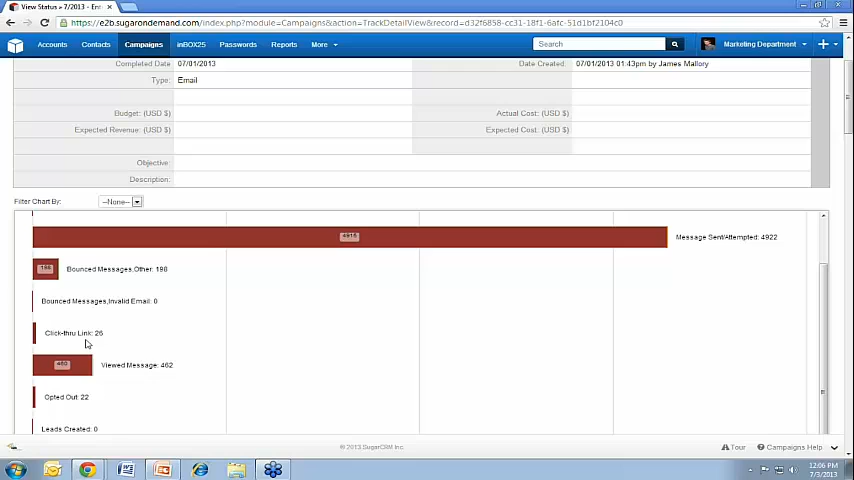 View Status » 7/2013 - Ent
https://e2b.sugarondemand.com/index.php?module=Campaigns&action=TrackDetailView&record=d32f6858-cc31-18f1-6afc-51d1bf2104c0
Accounts Contacts Campaigns inBOX25 Passwords Reports More Search Marketing Department
Completed Date 07/01/2013 Date Created: 07/01/2013 01:43pm by James Mallory
Type: Email
Budget: (USD $) Actual Cost: (USD $)
Expected Revenue: (USD $) Expected Cost: (USD $)
Objective:
Description:
Filter Chart By: --None--
4915 Message Sent/Attempted: 4922
198 Bounced Messages,Other: 198
Bounced Messages,Invalid Email: 0
Click-thru Link: 26
460 Viewed Message: 462
Opted Out: 22
Leads Created: 0
© 2013 SugarCRM Inc. Tour Campaigns Help
12:06 PM
7/3/2013